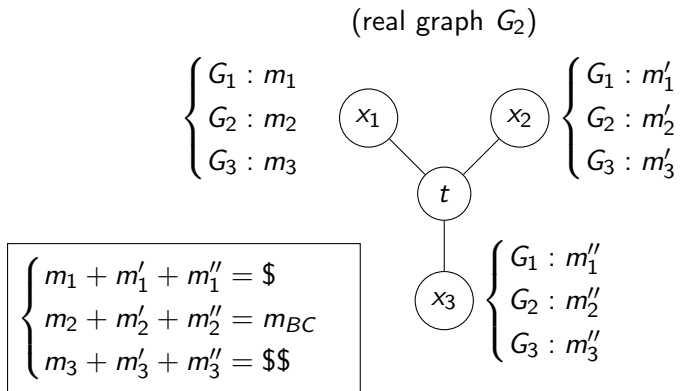 (real graph G₂)
G₁ : m₁
G₂ : m₂
G₃ : m₃
x₁
x₂
G₁ : m′₁
G₂ : m′₂
G₃ : m′₃
t
x₃
G₁ : m″₁
G₂ : m″₂
G₃ : m″₃
m₁ + m′₁ + m″₁ = $
m₂ + m′₂ + m″₂ = m_BC
m₃ + m′₃ + m″₃ = $$